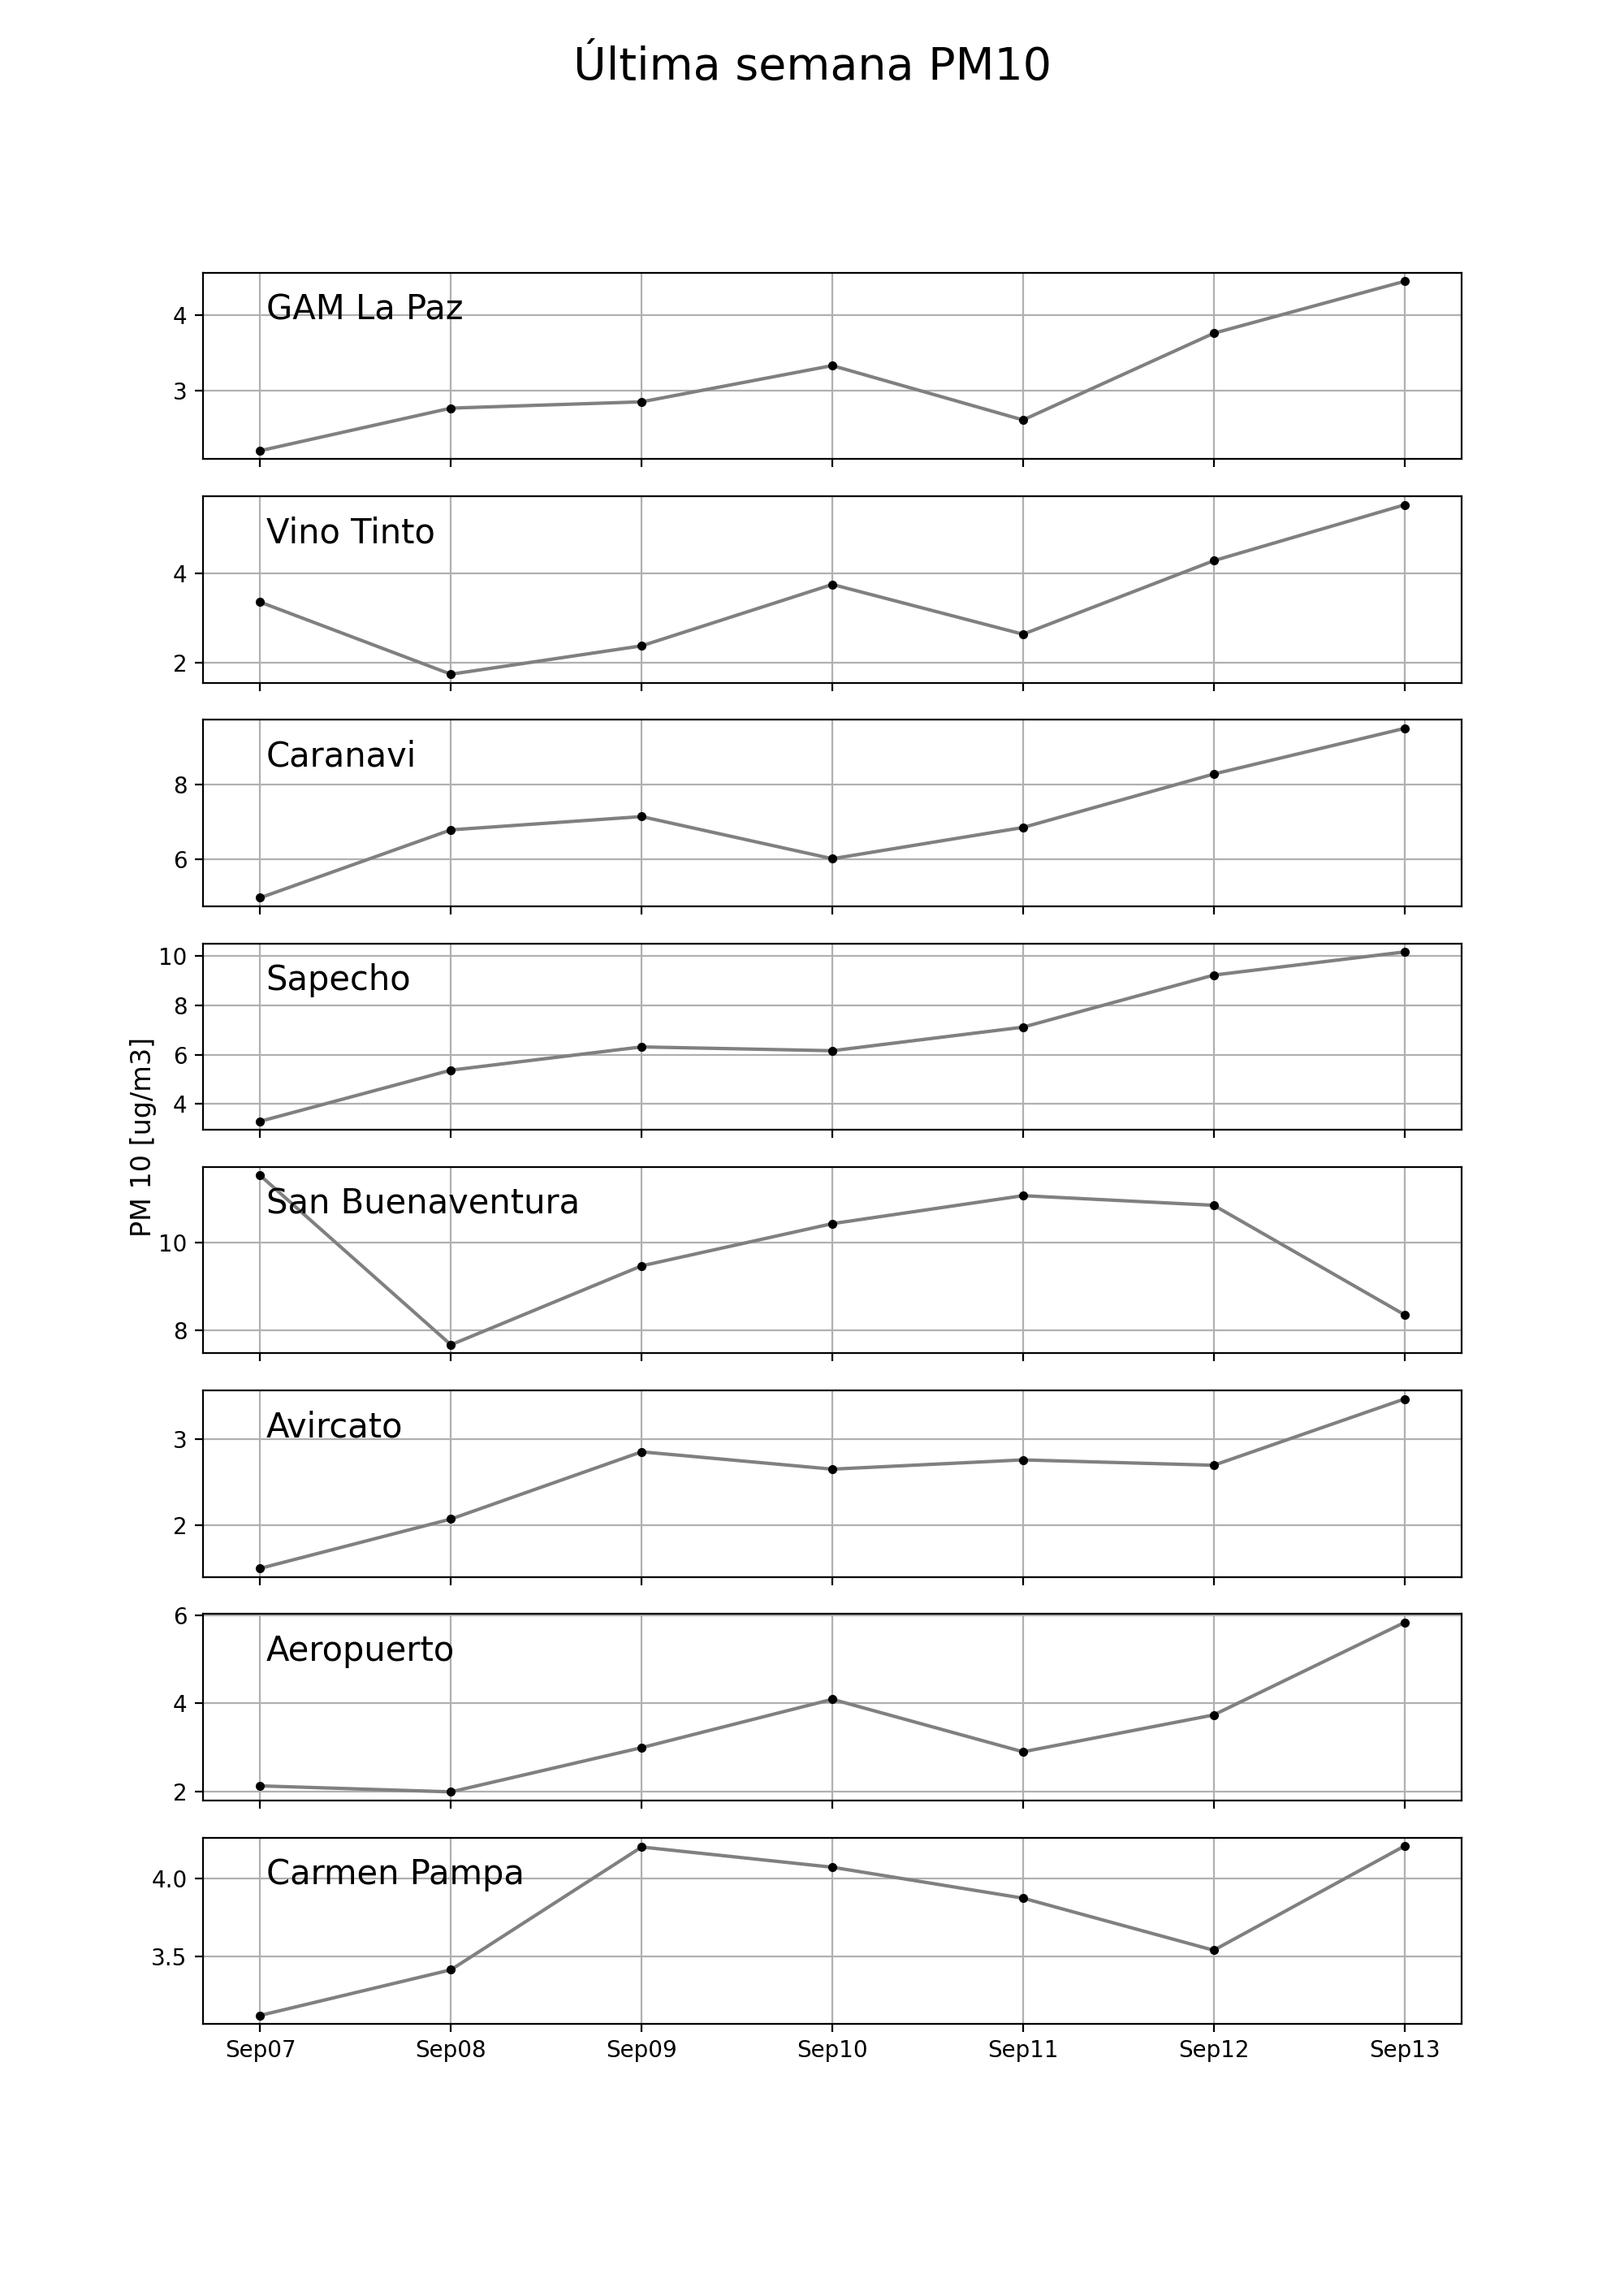 Última semana PM10
GAM La Paz
4
3
Vino Tinto
4
2
Caranavi
8
6
Sapecho
10
8
6
4
PM 10 [ug/m3]
San Buenaventura
10
8
Avircato
3
2
Aeropuerto
6
4
2
Carmen Pampa
4.0
3.5
Sep07 Sep08 Sep09 Sep10 Sep11 Sep12 Sep13